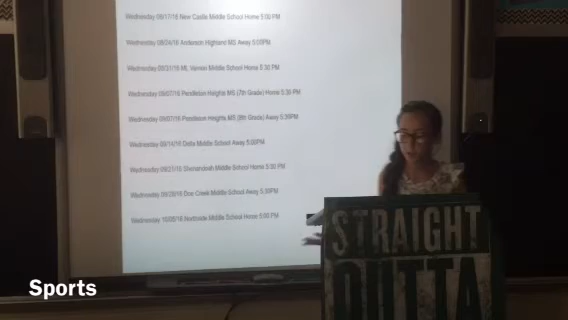 Wednesday 08/17/16 New Castle Middle School Home 5:00 PM
Wednesday 08/24/16 Anderson Highland MS Away 5:00PM
Wednesday 08/31/16 Mt. Vernon Middle School Home 5:30 PM
Wednesday 09/07/16 Pendleton Heights MS (7th Grade) Home 5:30 PM
Wednesday 09/07/16 Pendleton Heights MS (8th Grade) Away 5:30PM
Wednesday 09/14/16 Delta Middle School Away 5:00PM
Wednesday 09/21/16 Shenandoah Middle School Home 5:30 PM
Wednesday 09/28/16 Doe Creek Middle School Away 5:30PM
Wednesday 10/05/16 Northside Middle School Home 5:00 PM
STRAIGHT
OUTTA
Sports